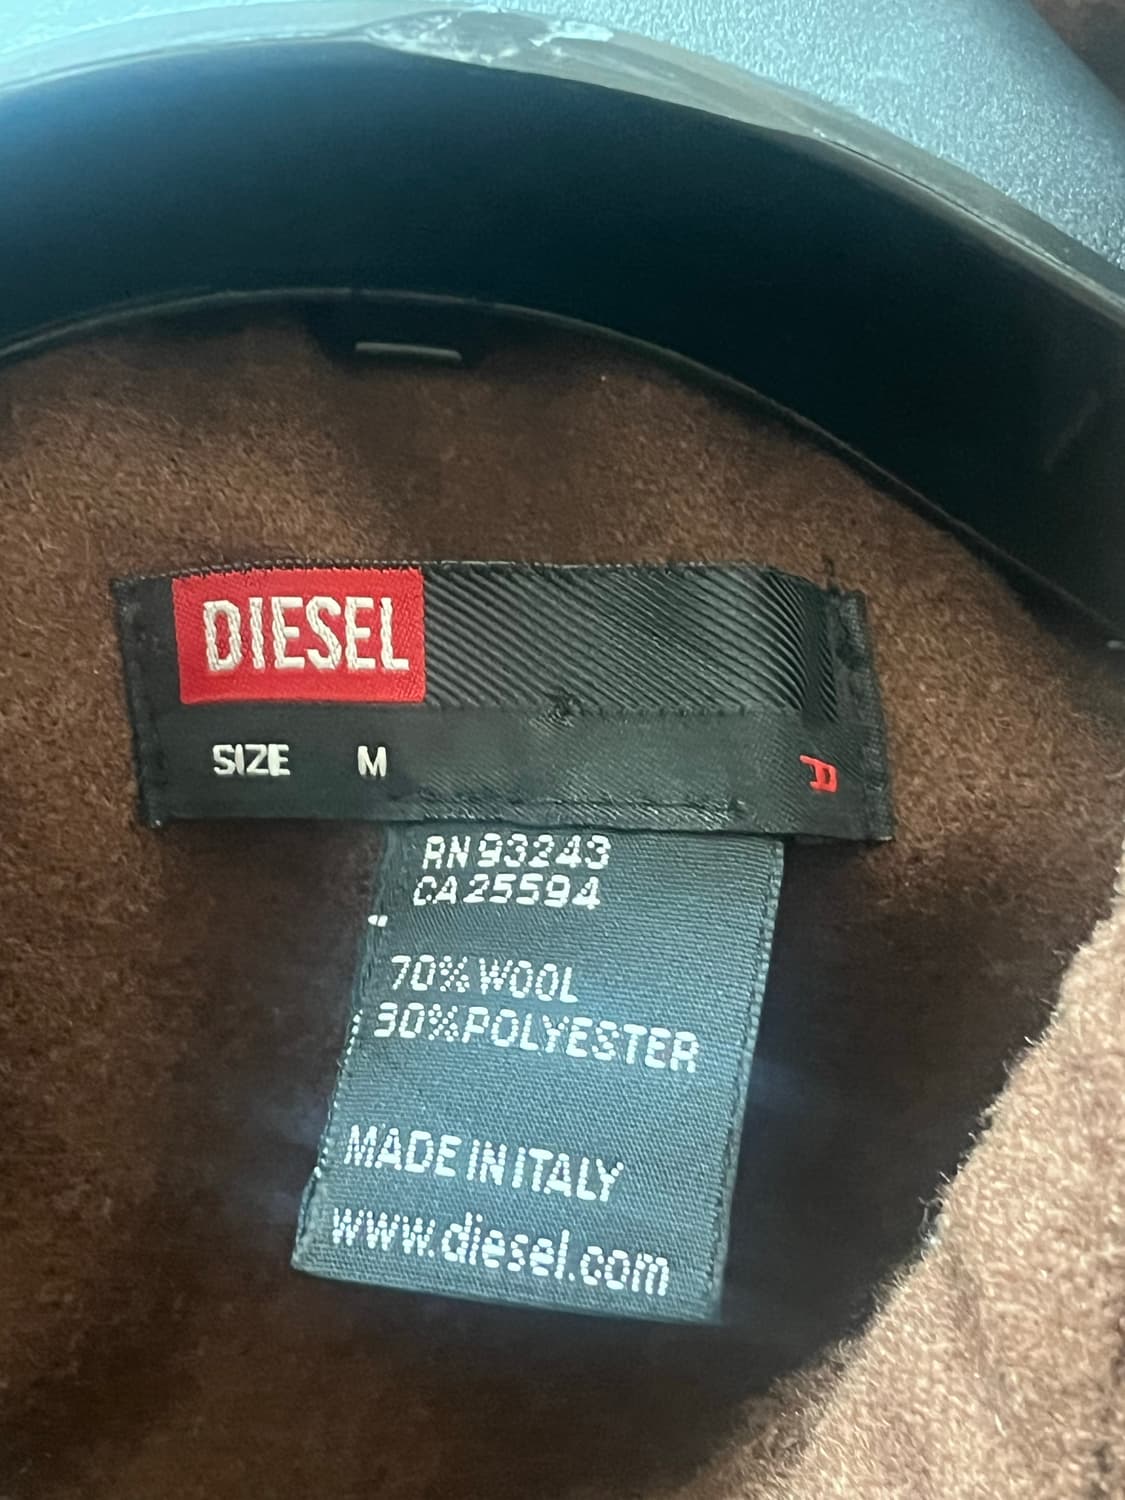 DIESEL
SIZE M
RN 93243
CA 25594
70% WOOL
30% POLYESTER
MADE IN ITALY
www.diesel.com